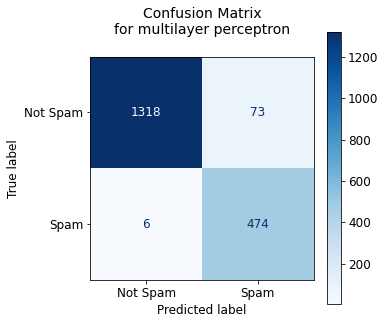 Confusion Matrix
for multilayer perceptron
True label
Not Spam
Spam
1318
73
6
474
Not Spam
Spam
Predicted label
1200
1000
800
600
400
200